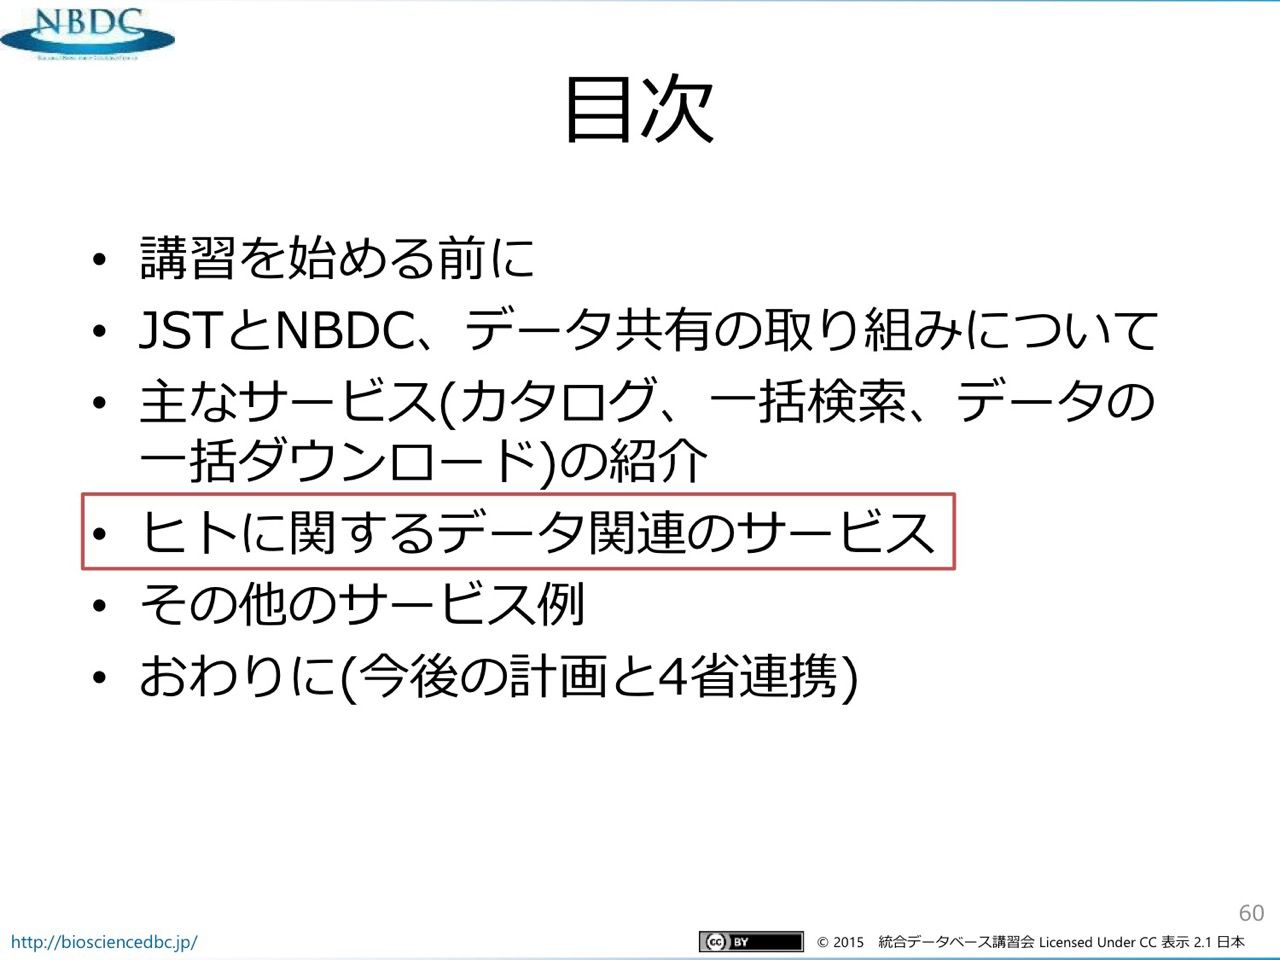 NBDC
目次
• 講習を始める前に
• JSTとNBDC、データ共有の取り組みについて
• 主なサービス(カタログ、一括検索、データの
一括ダウンロード)の紹介
• ヒトに関するデータ関連のサービス
• その他のサービス例
• おわりに(今後の計画と4省連携)
60
http://biosciencedbc.jp/
cc BY
© 2015　統合データベース講習会 Licensed Under CC 表示 2.1 日本